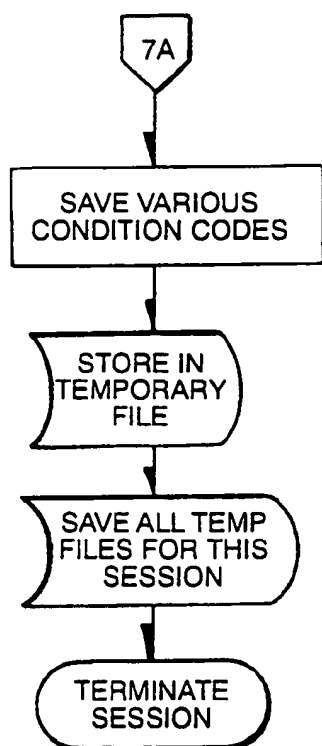 7A
SAVE VARIOUS
CONDITION CODES
STORE IN
TEMPORARY
FILE
SAVE ALL TEMP
FILES FOR THIS
SESSION
TERMINATE
SESSION